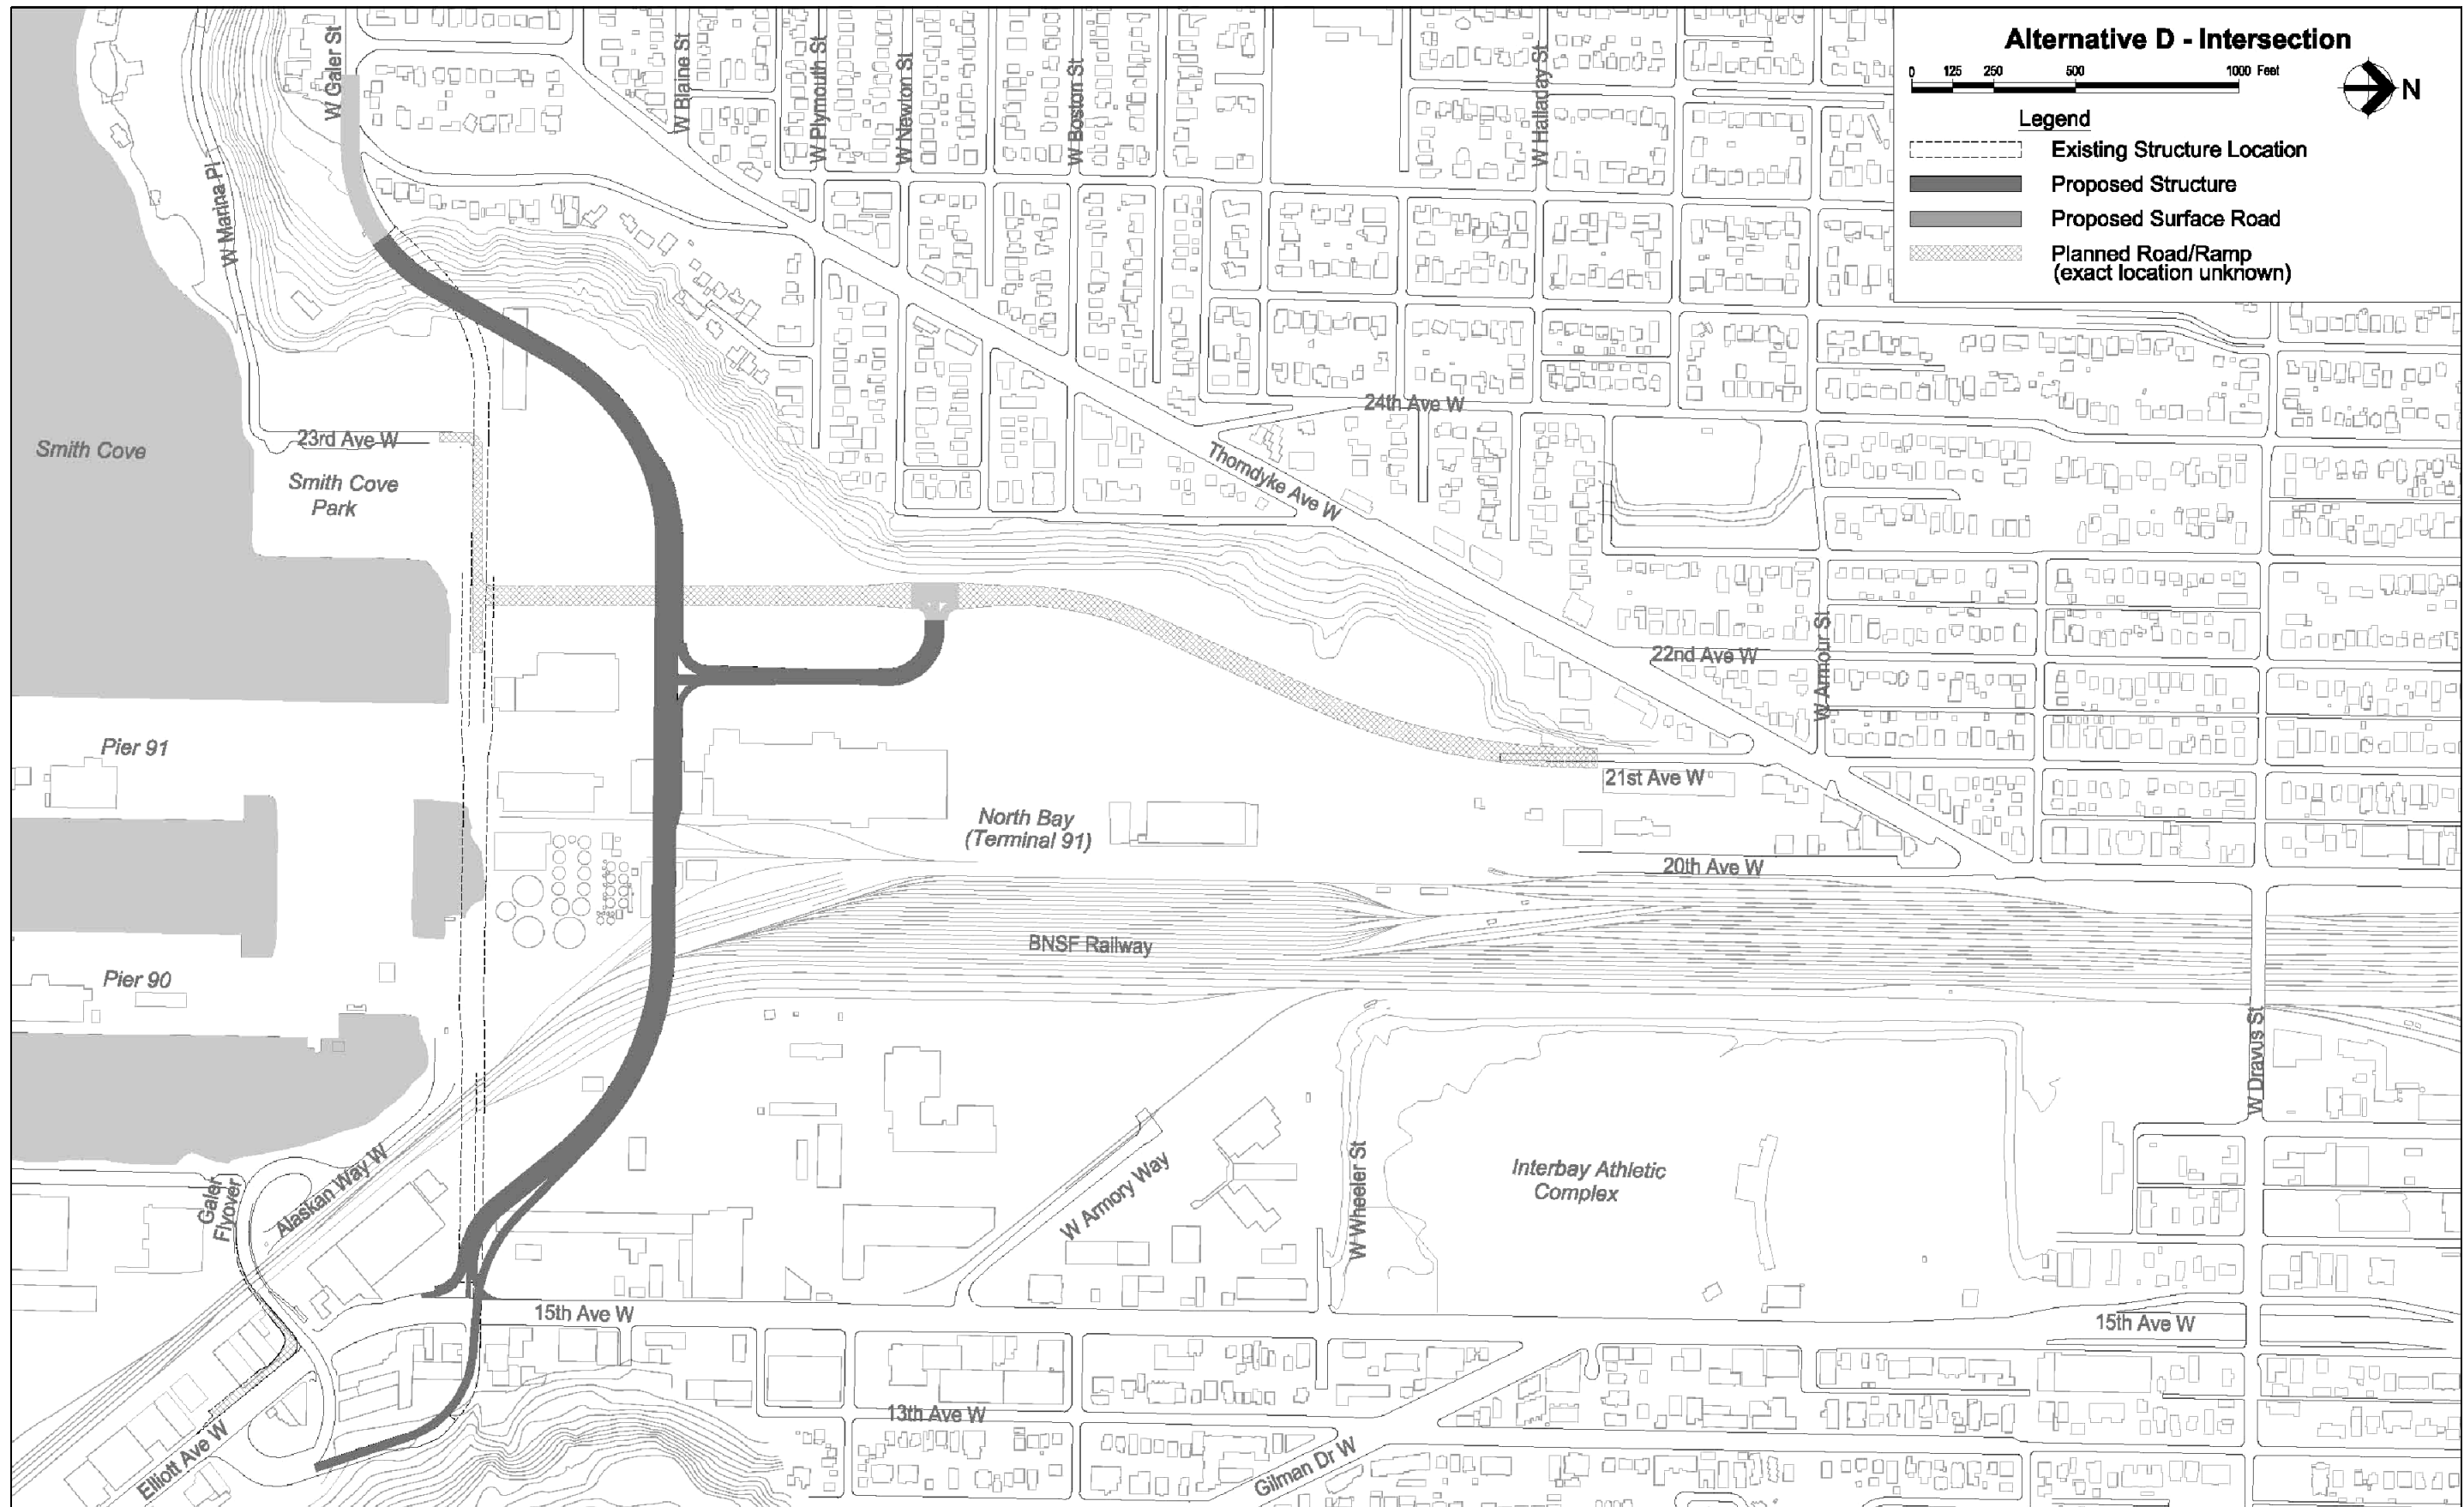 Alternative D - Intersection
0 125 250 500 1000 Feet
N
Legend
Existing Structure Location
Proposed Structure
Proposed Surface Road
Planned Road/Ramp
(exact location unknown)
W Galer St
W Blaine St
W Plymouth St
W Newton St
W Boston St
W Halladay St
W Marina Pl
24th Ave W
Thorndyke Ave W
Smith Cove
23rd Ave W
Smith Cove
Park
22nd Ave W
W Armour St
Pier 91
21st Ave W
North Bay
(Terminal 91)
20th Ave W
BNSF Railway
Pier 90
W Dravus St
Galer
Flyover
Alaskan Way W
W Armory Way
W Wheeler St
Interbay Athletic
Complex
15th Ave W
15th Ave W
13th Ave W
Elliott Ave W
Gilman Dr W